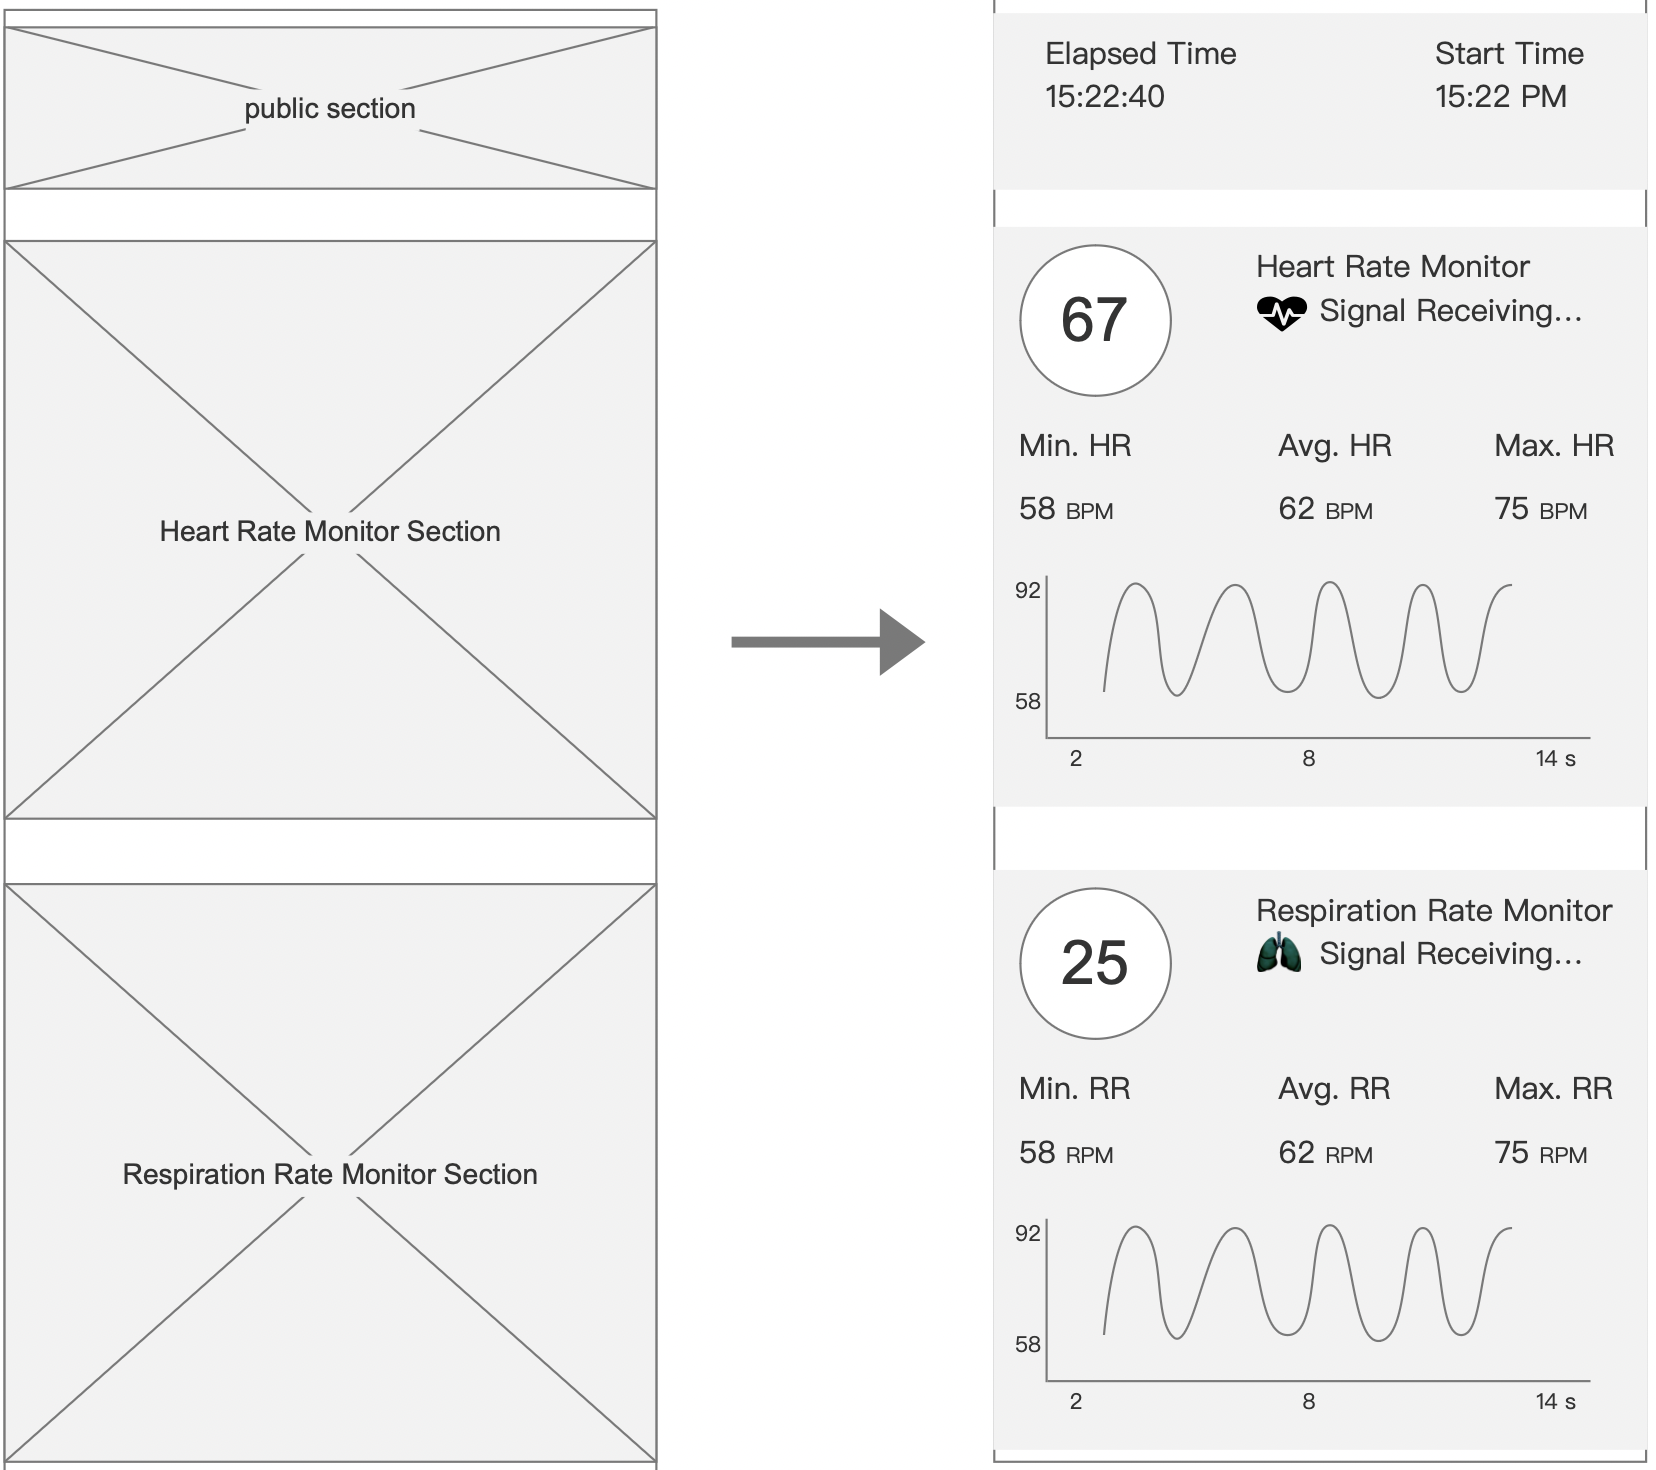 public section
Heart Rate Monitor Section
Respiration Rate Monitor Section
Elapsed Time Start Time
15:22:40 15:22 PM
67
Heart Rate Monitor
Signal Receiving...
Min. HR Avg. HR Max. HR
58 BPM 62 BPM 75 BPM
92
58
2 8 14 s
25
Respiration Rate Monitor
Signal Receiving...
Min. RR Avg. RR Max. RR
58 RPM 62 RPM 75 RPM
92
58
2 8 14 s